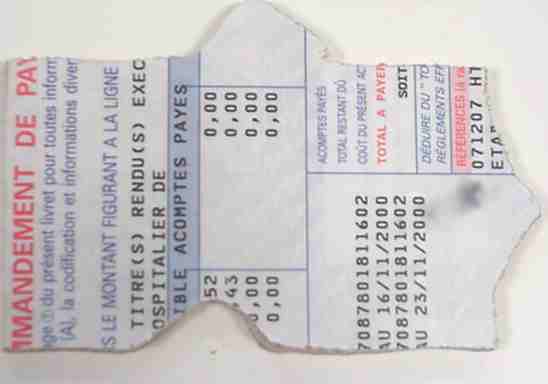 MMANDEMENT DE PAY
ge ① du présent livret pour toutes inform
(A), la codification et informations diver
S LE MONTANT FIGURANT A LA LIGNE
TITRE(S) RENDU(S) EXEC
OSPITALIER DE
IBLE ACOMPTES PAYES
52 0,00
43 0,00
,00 0,00
0,00 0,00
ACOMPTES PAYÉS
TOTAL RESTANT DÛ
COÛT DU PRÉSENT AC
TOTAL A PAYER
SOIT
DÉDUIRE DU "TO
RÈGLEMENTS EFF
RÉFÉRENCES (à ra
071207 HT
ETA
7087801811602
AU 16/11/2000
7087801811602
AU 23/11/2000